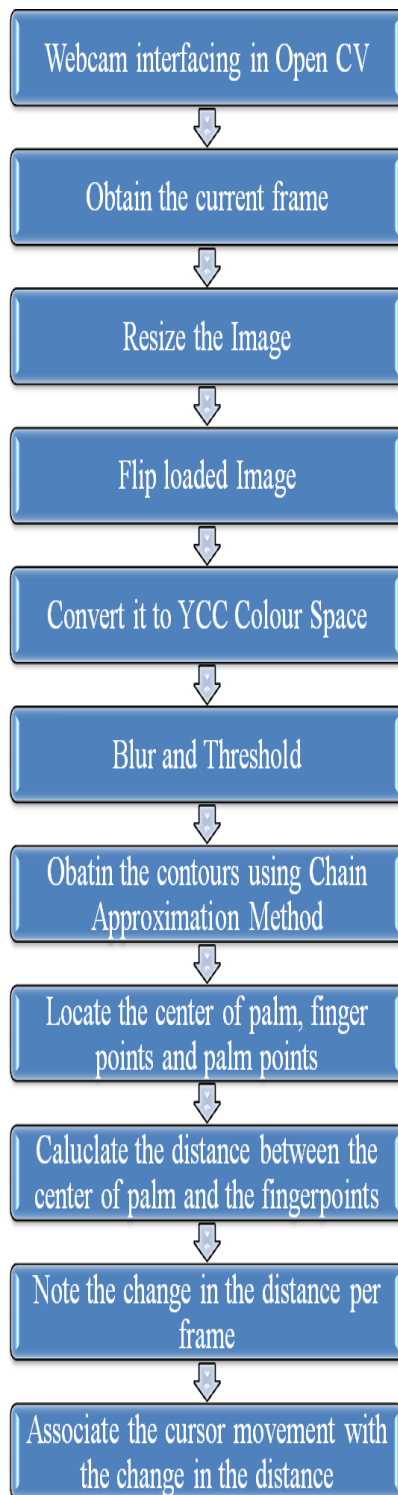 Webcam interfacing in Open CV
Obtain the current frame
Resize the Image
Flip loaded Image
Convert it to YCC Colour Space
Blur and Threshold
Obatin the contours using Chain
Approximation Method
Locate the center of palm, finger
points and palm points
Caluclate the distance between the
center of palm and the fingerpoints
Note the change in the distance per
frame
Associate the cursor movement with
the change in the distance